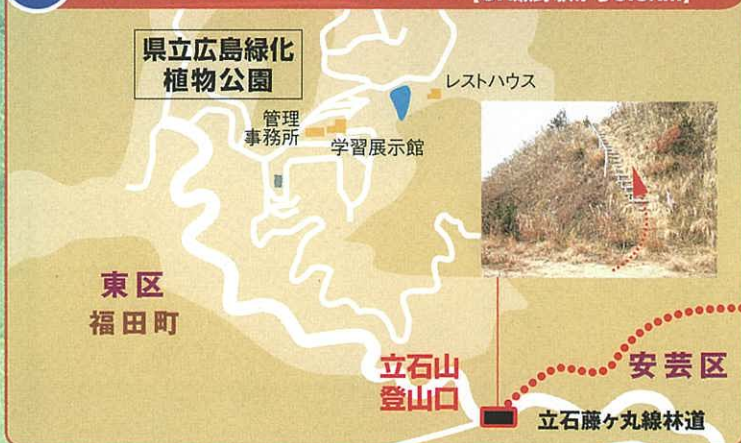 県立広島緑化
植物公園
レストハウス
管理
事務所
学習展示館
東区
福田町
立石山
登山口
安芸区
立石藤ヶ丸線林道